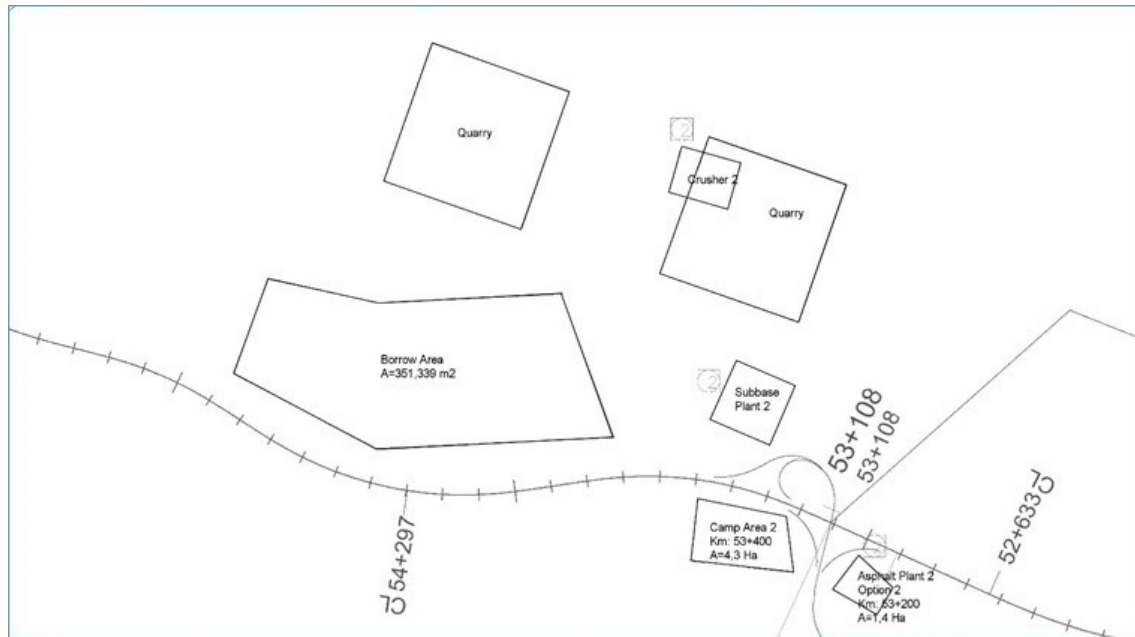 Quarry
2
Crusher 2
Quarry
Borrow Area
A=351,339 m2
2
Subbase
Plant 2
53+108
53+108
52+633
54+297
Camp Area 2
Km: 53+400
A=4,3 Ha
Asphalt Plant 2
Option 2
Km: 53+200
A=1,4 Ha